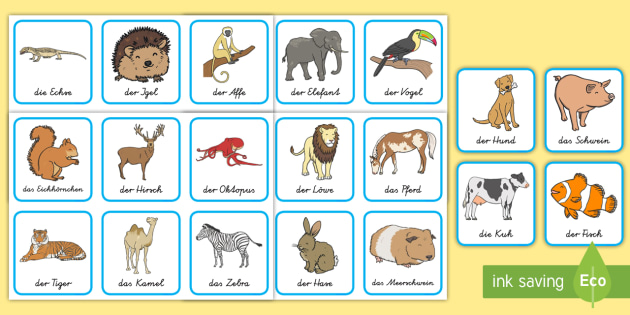 die Echse
der Igel
der Affe
der Elefant
der Vogel
das Eichhörnchen
der Hirsch
der Oktopus
der Löwe
das Pferd
der Tiger
das Kamel
das Zebra
der Hase
das Meerschwein
der Hund
das Schwein
die Kuh
der Fisch
ink saving
Eco